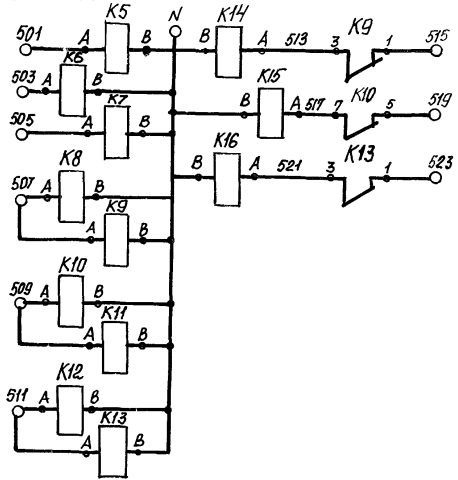 K5 N K14 K9
501 A B B A 513 3 1 515
K6 K15 K10
503 A B B A 517 7 5 519
K7
505 A B K16 K13
K8 B A 521 3 1 523
507 A B
K9
A B
K10
509 A B
K11
A B
K12
511 A B
K13
A B